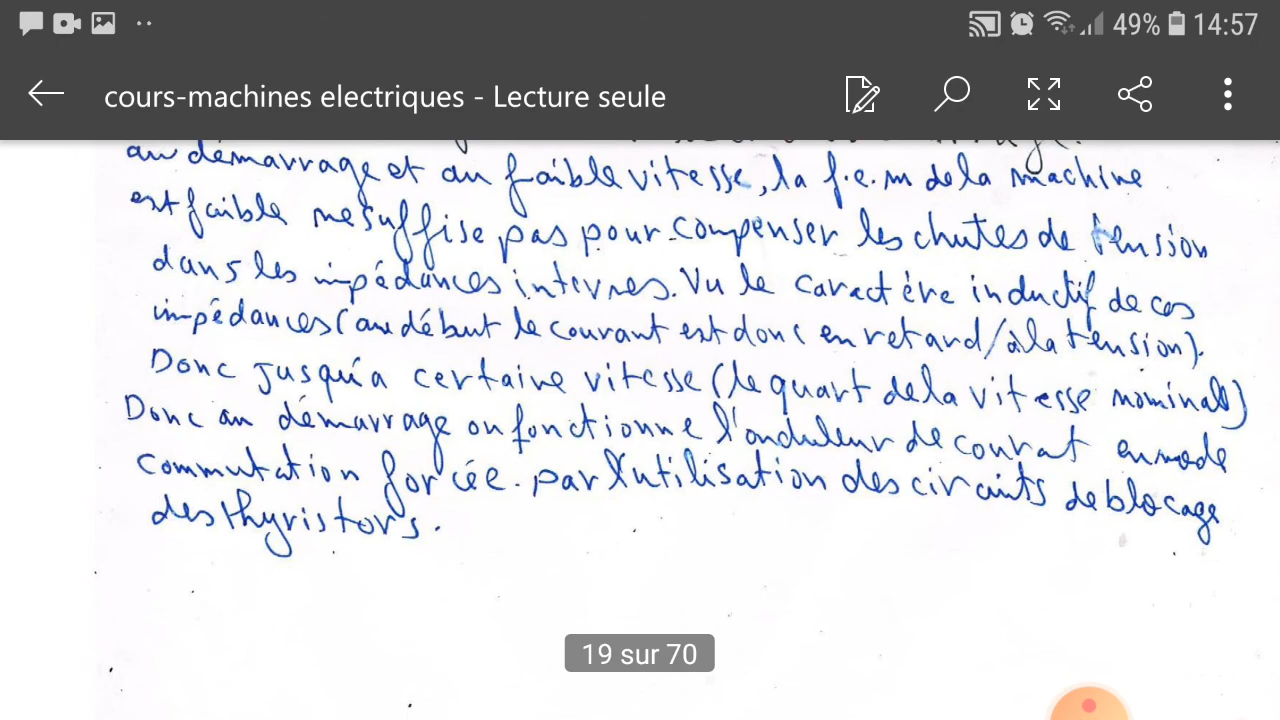 49% 14:57
cours-machines electriques - Lecture seule
au démarrage et au faible vitesse, la f.e.m de la machine
est faible ne suffise pas pour compenser les chutes de tension
dans les impédances internes. Vu le caractère inductif de ces
impédances (au début le courant est donc en retard/à la tension).
Donc jusqu'à certaine vitesse (le quart de la vitesse nominale)
Donc au démarrage on fonctionne l'onduleur de courat en mode
commutation forcée. par l'utilisation des circuits de blocage
des thyristors.
19 sur 70